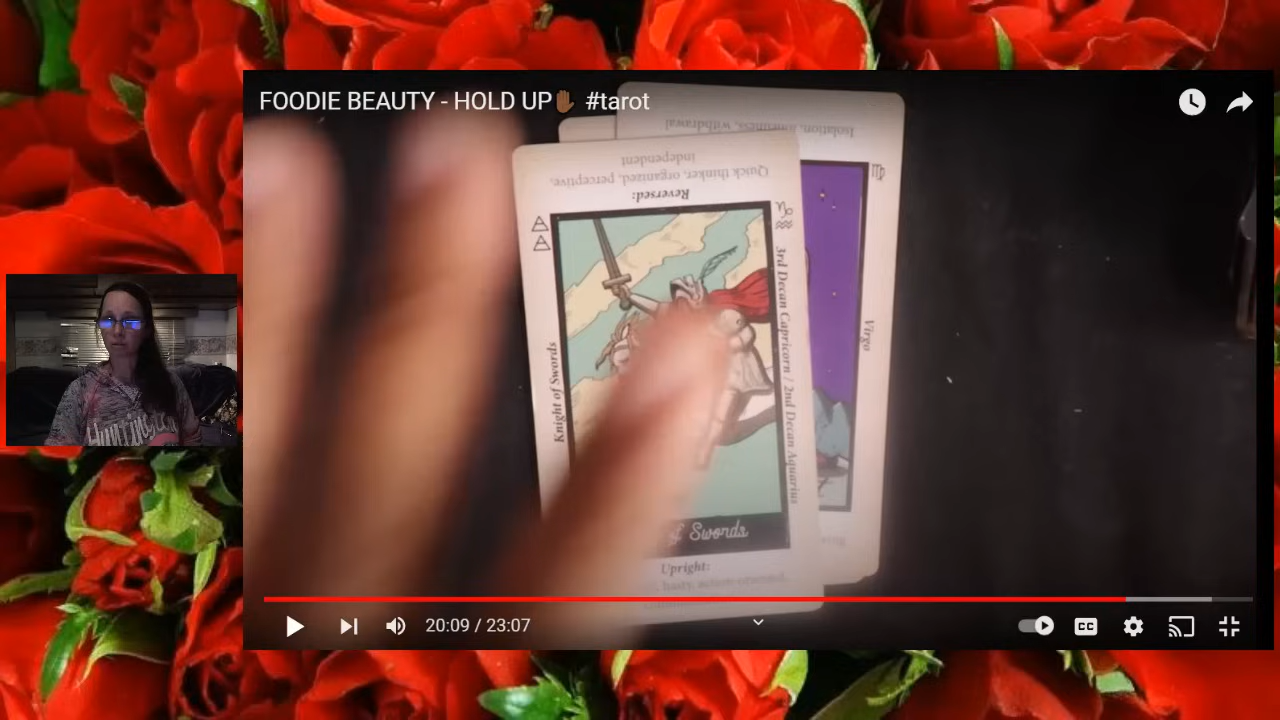 FOODIE BEAUTY - HOLD UP✋🏾 #tarot
Isolation, loneliness, withdrawal
Quick thinker, organized, perceptive,
independent
Reversed:
Knight of Swords
3rd Decan Capricorn / 2nd Decan Aquarius
Virgo
Swords
Upright:
20:09 / 23:07
CC